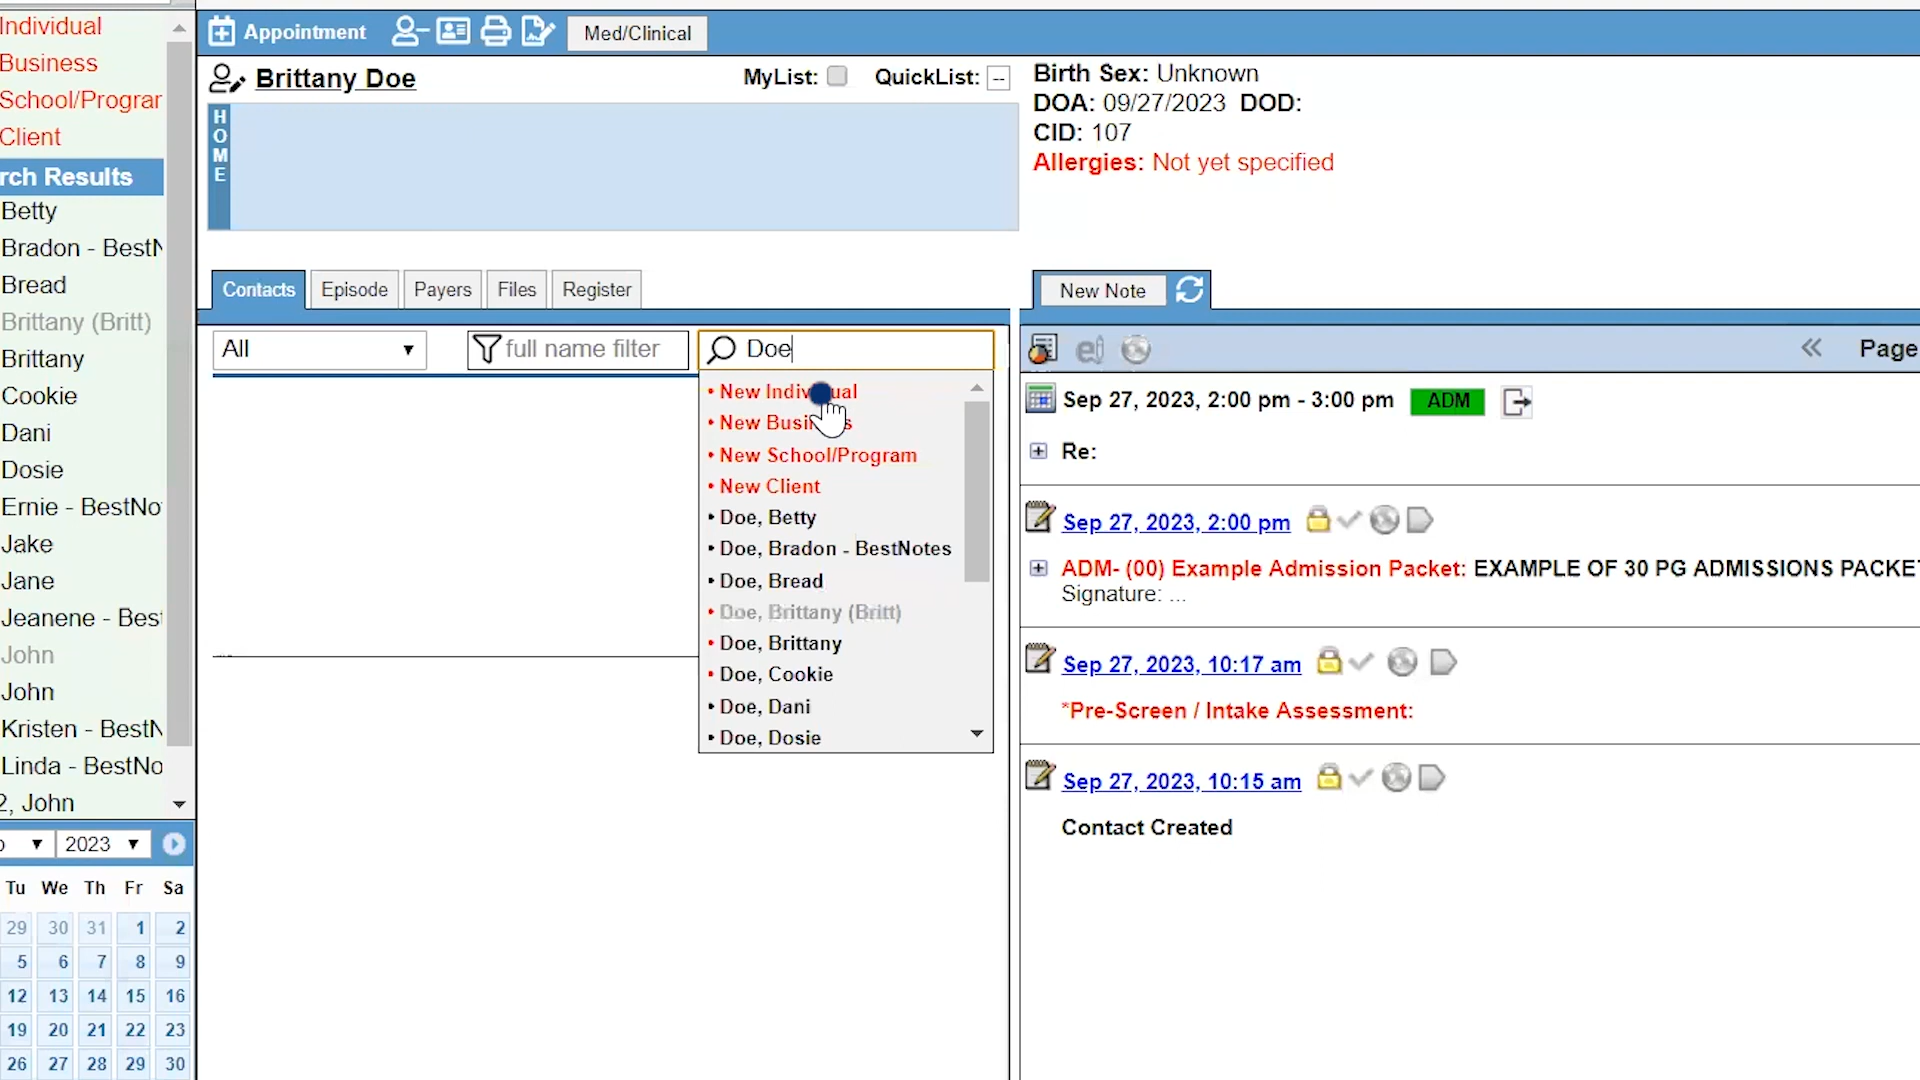 Individual
Business
School/Program
Client
rch Results
Betty
Bradon - BestN
Bread
Brittany (Britt)
Brittany
Cookie
Dani
Dosie
Ernie - BestNo
Jake
Jane
Jeanene - Best
John
John
Kristen - BestN
Linda - BestNo
2, John
2023
Tu We Th Fr Sa
29 30 31 1 2
5 6 7 8 9
12 13 14 15 16
19 20 21 22 23
26 27 28 29 30
Appointment
Med/Clinical
Brittany Doe
MyList:
QuickList: --
HOME
Birth Sex: Unknown
DOA: 09/27/2023 DOD:
CID: 107
Allergies: Not yet specified
Contacts
Episode
Payers
Files
Register
All
full name filter
Doe
• New Individual
• New Business
• New School/Program
• New Client
• Doe, Betty
• Doe, Bradon - BestNotes
• Doe, Bread
• Doe, Brittany (Britt)
• Doe, Brittany
• Doe, Cookie
• Doe, Dani
• Doe, Dosie
New Note
Page
Sep 27, 2023, 2:00 pm - 3:00 pm
ADM
Re:
Sep 27, 2023, 2:00 pm
ADM- (00) Example Admission Packet: EXAMPLE OF 30 PG ADMISSIONS PACKET
Signature: ...
Sep 27, 2023, 10:17 am
*Pre-Screen / Intake Assessment:
Sep 27, 2023, 10:15 am
Contact Created